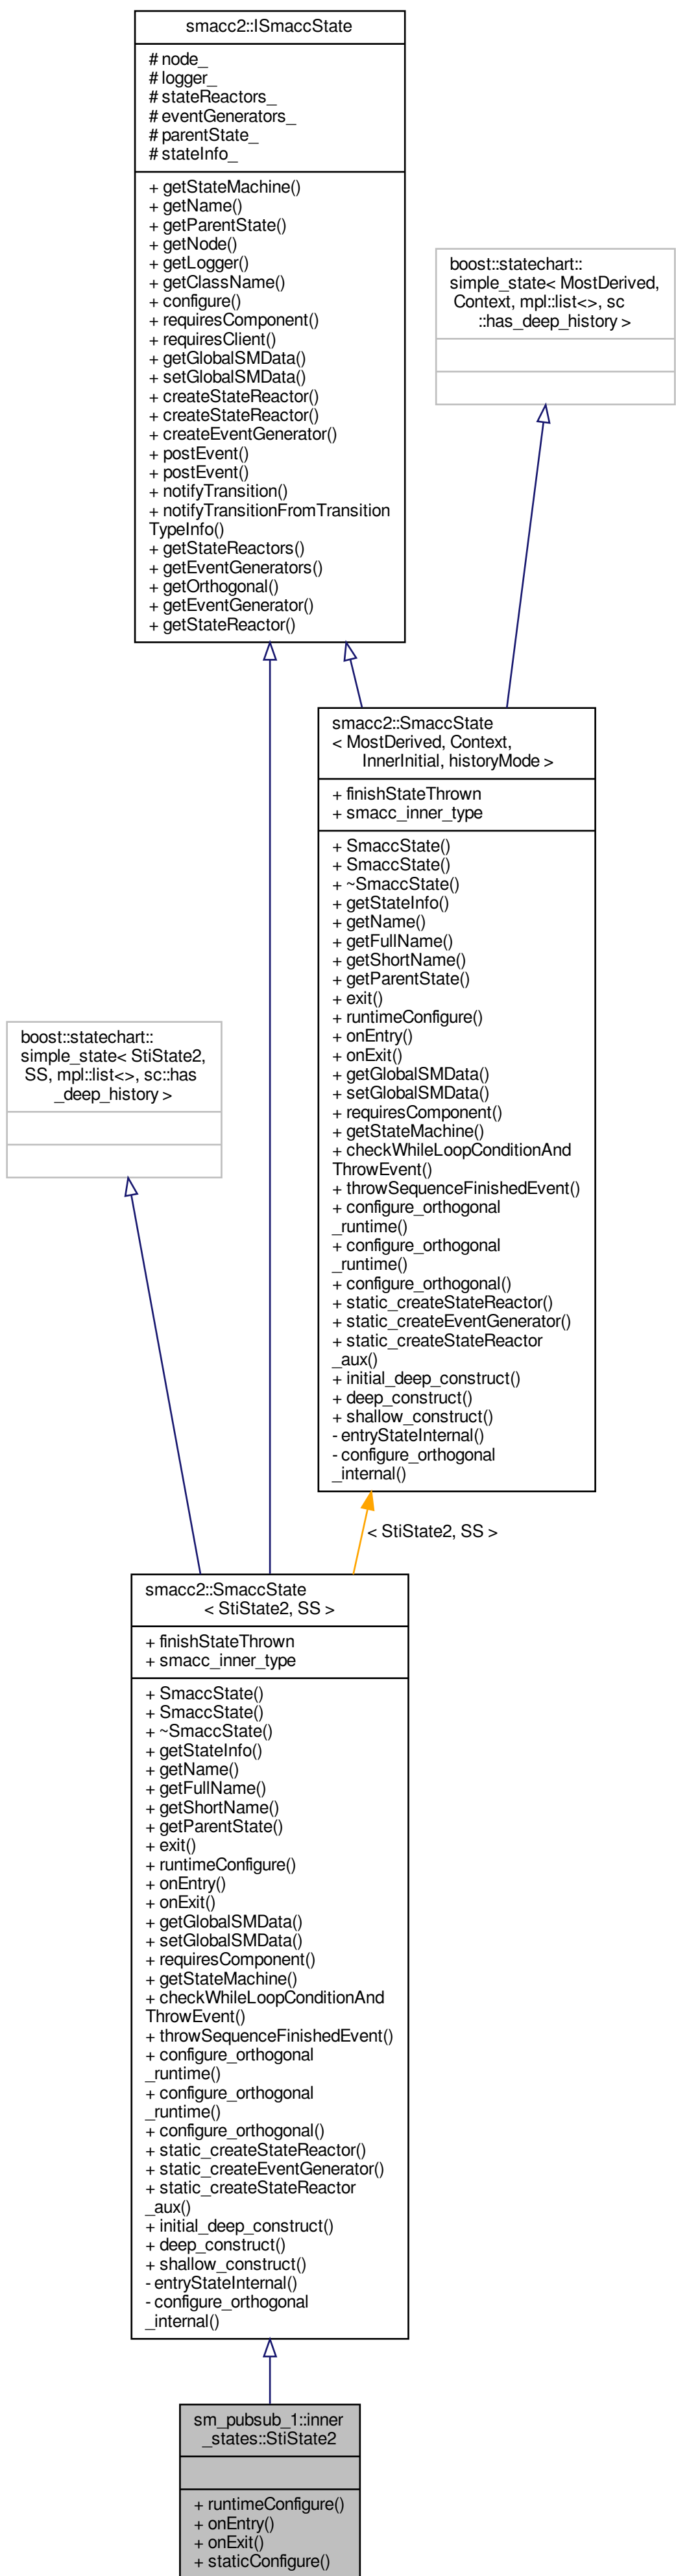 smacc2::ISmaccState
# node_
# logger_
# stateReactors_
# eventGenerators_
# parentState_
# stateInfo_
+ getStateMachine()
+ getName()
+ getParentState()
+ getNode()
+ getLogger()
+ getClassName()
+ configure()
+ requiresComponent()
+ requiresClient()
+ getGlobalSMData()
+ setGlobalSMData()
+ createStateReactor()
+ createStateReactor()
+ createEventGenerator()
+ postEvent()
+ postEvent()
+ notifyTransition()
+ notifyTransitionFromTransition
TypeInfo()
+ getStateReactors()
+ getEventGenerators()
+ getOrthogonal()
+ getEventGenerator()
+ getStateReactor()
boost::statechart::
simple_state< MostDerived,
Context, mpl::list<>, sc
::has_deep_history >
smacc2::SmaccState
< MostDerived, Context,
InnerInitial, historyMode >
+ finishStateThrown
+ smacc_inner_type
+ SmaccState()
+ SmaccState()
+ ~SmaccState()
+ getStateInfo()
+ getName()
+ getFullName()
+ getShortName()
+ getParentState()
+ exit()
+ runtimeConfigure()
+ onEntry()
+ onExit()
+ getGlobalSMData()
+ setGlobalSMData()
+ requiresComponent()
+ getStateMachine()
+ checkWhileLoopConditionAnd
ThrowEvent()
+ throwSequenceFinishedEvent()
+ configure_orthogonal
_runtime()
+ configure_orthogonal
_runtime()
+ configure_orthogonal()
+ static_createStateReactor()
+ static_createEventGenerator()
+ static_createStateReactor
_aux()
+ initial_deep_construct()
+ deep_construct()
+ shallow_construct()
- entryStateInternal()
- configure_orthogonal
_internal()
boost::statechart::
simple_state< StiState2,
SS, mpl::list<>, sc::has
_deep_history >
< StiState2, SS >
smacc2::SmaccState
< StiState2, SS >
+ finishStateThrown
+ smacc_inner_type
+ SmaccState()
+ SmaccState()
+ ~SmaccState()
+ getStateInfo()
+ getName()
+ getFullName()
+ getShortName()
+ getParentState()
+ exit()
+ runtimeConfigure()
+ onEntry()
+ onExit()
+ getGlobalSMData()
+ setGlobalSMData()
+ requiresComponent()
+ getStateMachine()
+ checkWhileLoopConditionAnd
ThrowEvent()
+ throwSequenceFinishedEvent()
+ configure_orthogonal
_runtime()
+ configure_orthogonal
_runtime()
+ configure_orthogonal()
+ static_createStateReactor()
+ static_createEventGenerator()
+ static_createStateReactor
_aux()
+ initial_deep_construct()
+ deep_construct()
+ shallow_construct()
- entryStateInternal()
- configure_orthogonal
_internal()
sm_pubsub_1::inner
_states::StiState2
+ runtimeConfigure()
+ onEntry()
+ onExit()
+ staticConfigure()